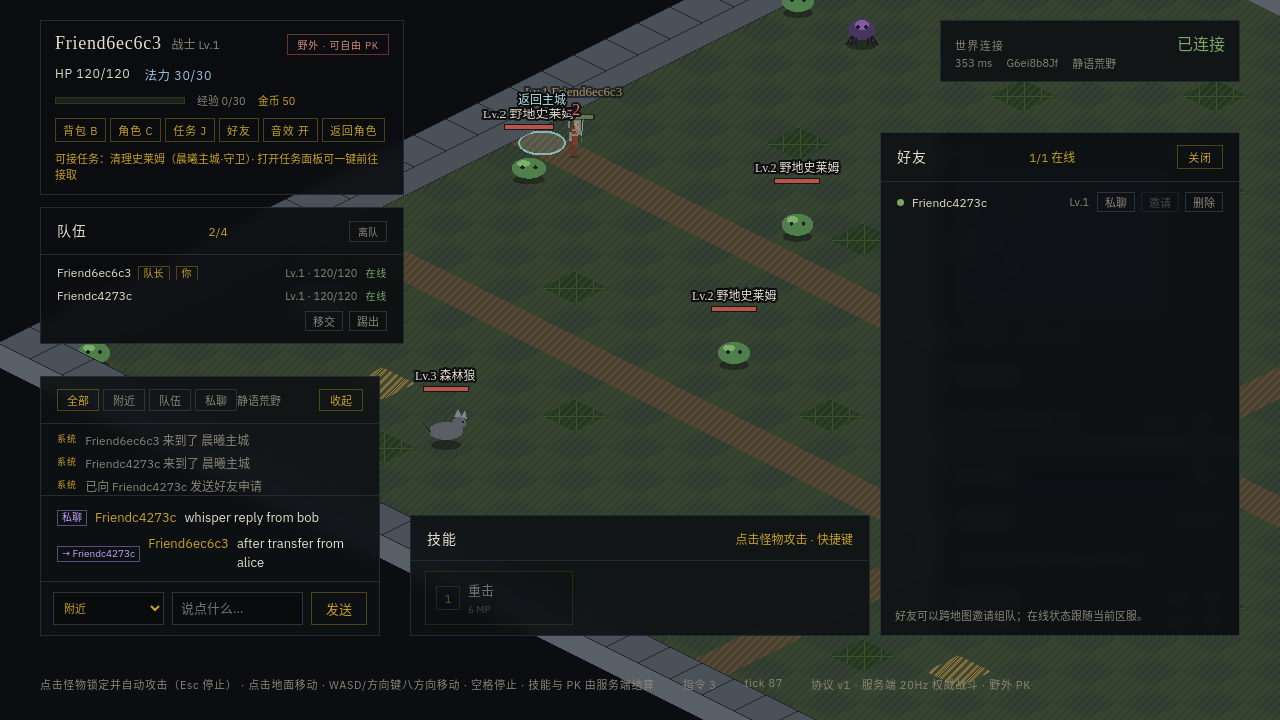 Friend6ec6c3 战士 Lv.1 野外 · 可自由 PK
HP 120/120 法力 30/30
经验 0/30 金币 50
背包 B 角色 C 任务 J 好友 音效 开 返回角色
可接任务: 清理史莱姆（晨曦主城·守卫）· 打开任务面板可一键前往
接取
队伍 2/4 离队
Friend6ec6c3 队长 你 Lv.1 · 120/120 在线
Friendc4273c Lv.1 · 120/120 在线
移交 踢出
全部 附近 队伍 私聊 静语荒野 收起
系统 Friend6ec6c3 来到了 晨曦主城
系统 Friendc4273c 来到了 晨曦主城
系统 已向 Friendc4273c 发送好友申请
私聊 Friendc4273c whisper reply from bob
→ Friendc4273c Friend6ec6c3 after transfer from
alice
附近 说点什么... 发送
Lv.1 Friend6ec6c3
返回主城
-2
Lv.2 野地史莱姆
Lv.2 野地史莱姆
Lv.2 野地史莱姆
Lv.3 森林狼
技能 点击怪物攻击 · 快捷键
1 重击
6 MP
世界连接 已连接
353 ms G6ei8b8Jf 静语荒野
好友 1/1 在线 关闭
Friendc4273c Lv.1 私聊 邀请 删除
好友可以跨地图邀请组队；在线状态跟随当前区服。
点击怪物锁定并自动攻击（Esc 停止） · 点击地面移动 · WASD/方向键八方向移动 · 空格停止 · 技能与 PK 由服务端结算 指令 3 tick 87 协议 v1 · 服务端 20Hz 权威战斗 · 野外 PK